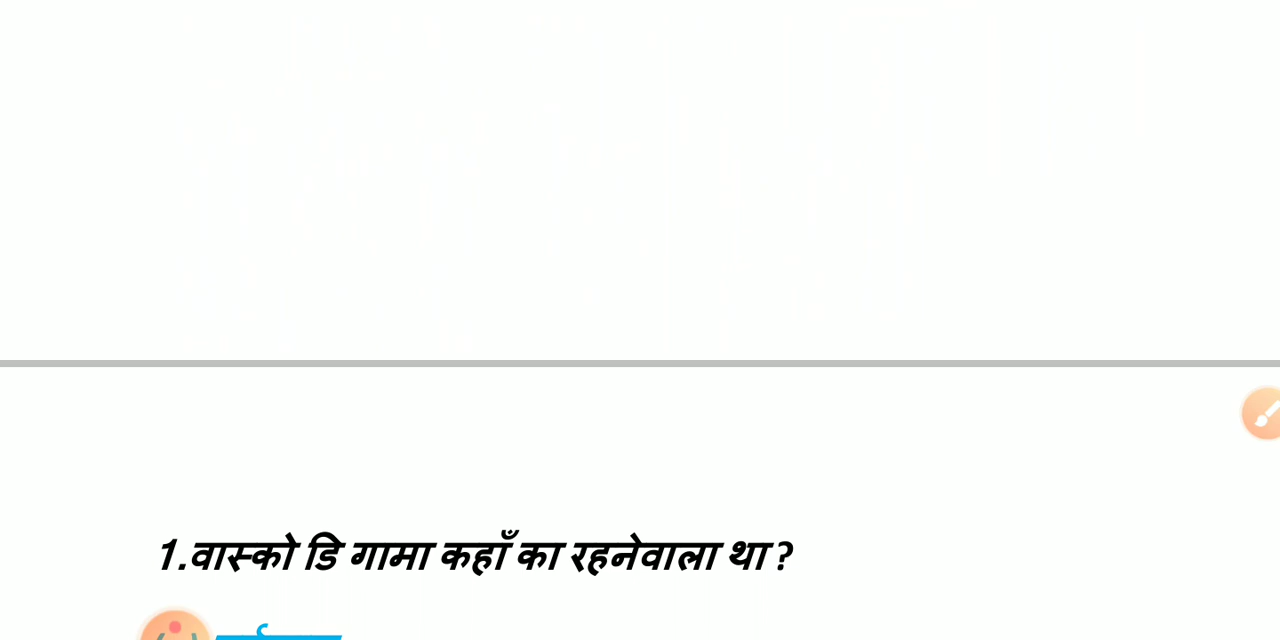 1.वास्को डि गामा कहाँ का रहनेवाला था ?